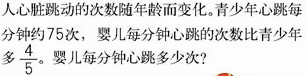 人心脏跳动的次数随年龄而变化。青少年心跳每
分钟约75次，婴儿每分钟心跳的次数比青少年
多4/5。婴儿每分钟心跳多少次？